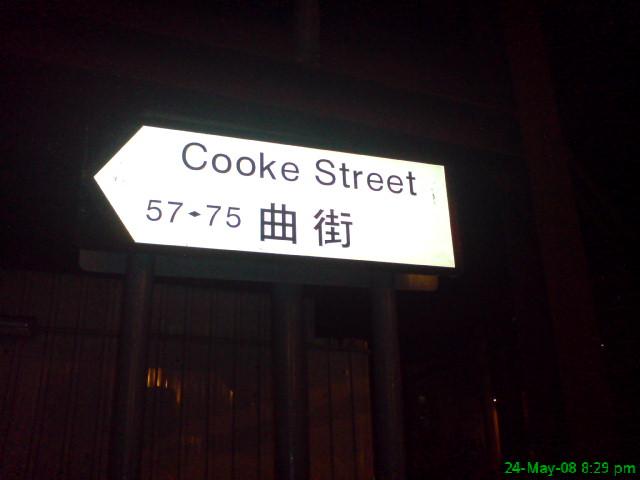 Cooke Street
57◂▸75 曲街
24-May-08 8:29 pm